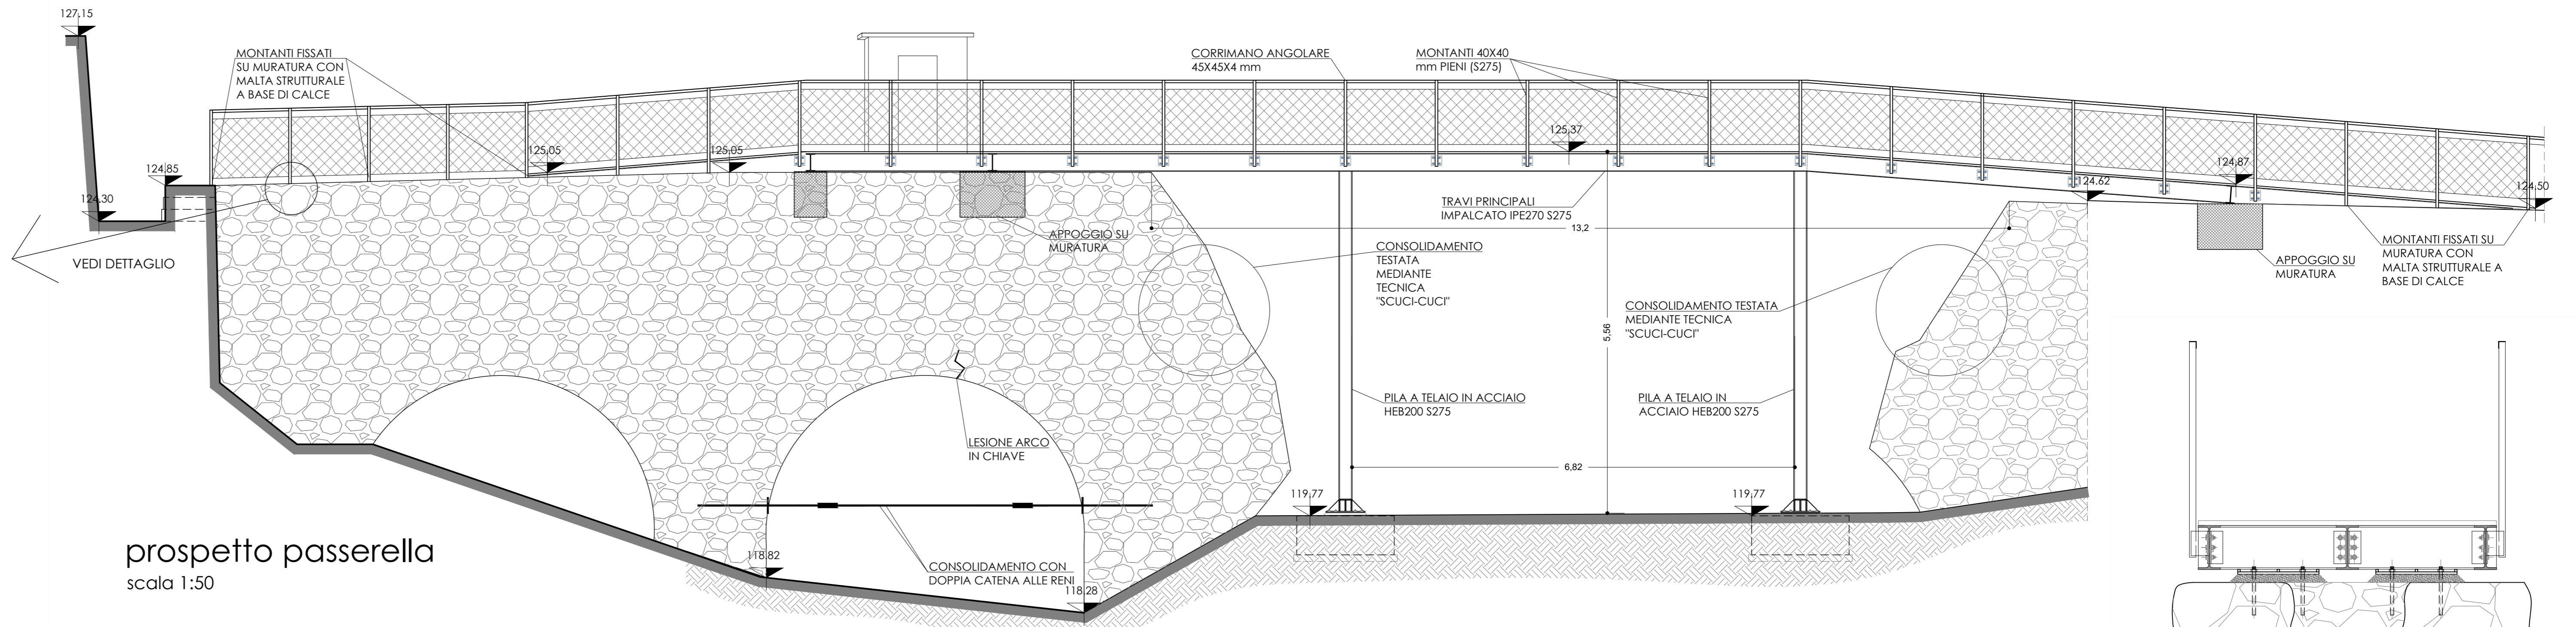 127.15
MONTANTI FISSATI
SU MURATURA CON
MALTA STRUTTURALE
A BASE DI CALCE
CORRIMANO ANGOLARE
45X45X4 mm
MONTANTI 40X40
mm PIENI (S275)
124.85
124.30
125.05
125.05
125.37
124.87
124.62
124.50
VEDI DETTAGLIO
APPOGGIO SU
MURATURA
TRAVI PRINCIPALI
IMPALCATO IPE270 S275
13,2
CONSOLIDAMENTO
TESTATA
MEDIANTE
TECNICA
"SCUCI-CUCI"
CONSOLIDAMENTO TESTATA
MEDIANTE TECNICA
"SCUCI-CUCI"
5,56
APPOGGIO SU
MURATURA
MONTANTI FISSATI SU
MURATURA CON
MALTA STRUTTURALE A
BASE DI CALCE
PILA A TELAIO IN ACCIAIO
HEB200 S275
PILA A TELAIO IN
ACCIAIO HEB200 S275
LESIONE ARCO
IN CHIAVE
6,82
119.77
119.77
118.82
CONSOLIDAMENTO CON
DOPPIA CATENA ALLE RENI
118.28
prospetto passerella
scala 1:50